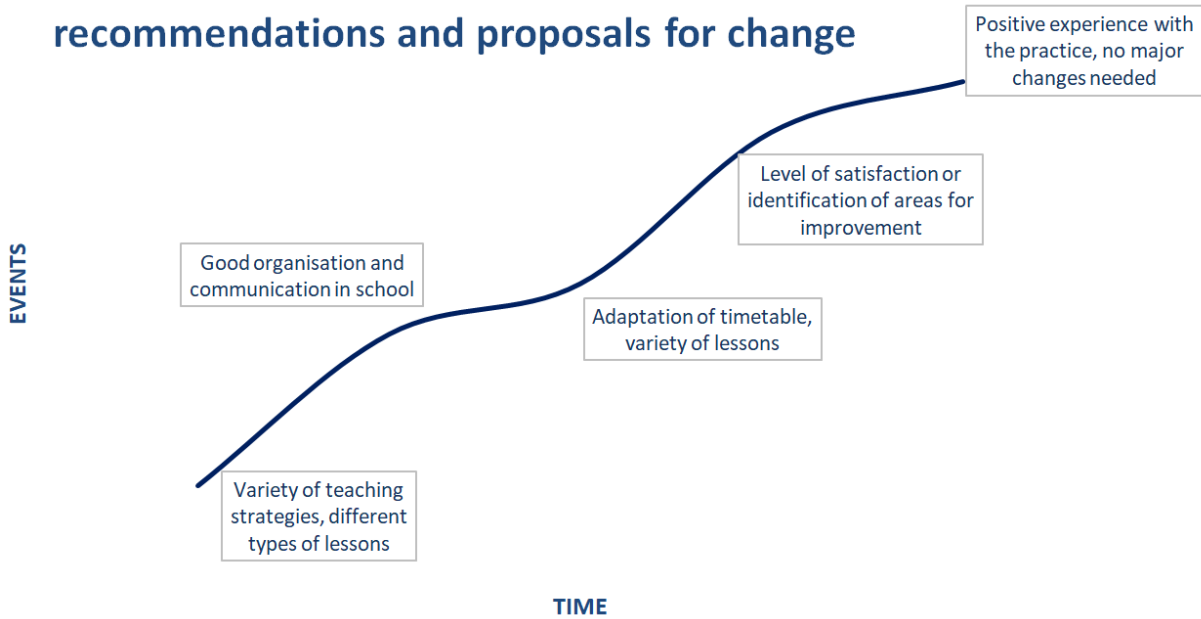 recommendations and proposals for change
Positive experience with
the practice, no major
changes needed
Level of satisfaction or
identification of areas for
improvement
Good organisation and
communication in school
EVENTS
Adaptation of timetable,
variety of lessons
Variety of teaching
strategies, different
types of lessons
TIME